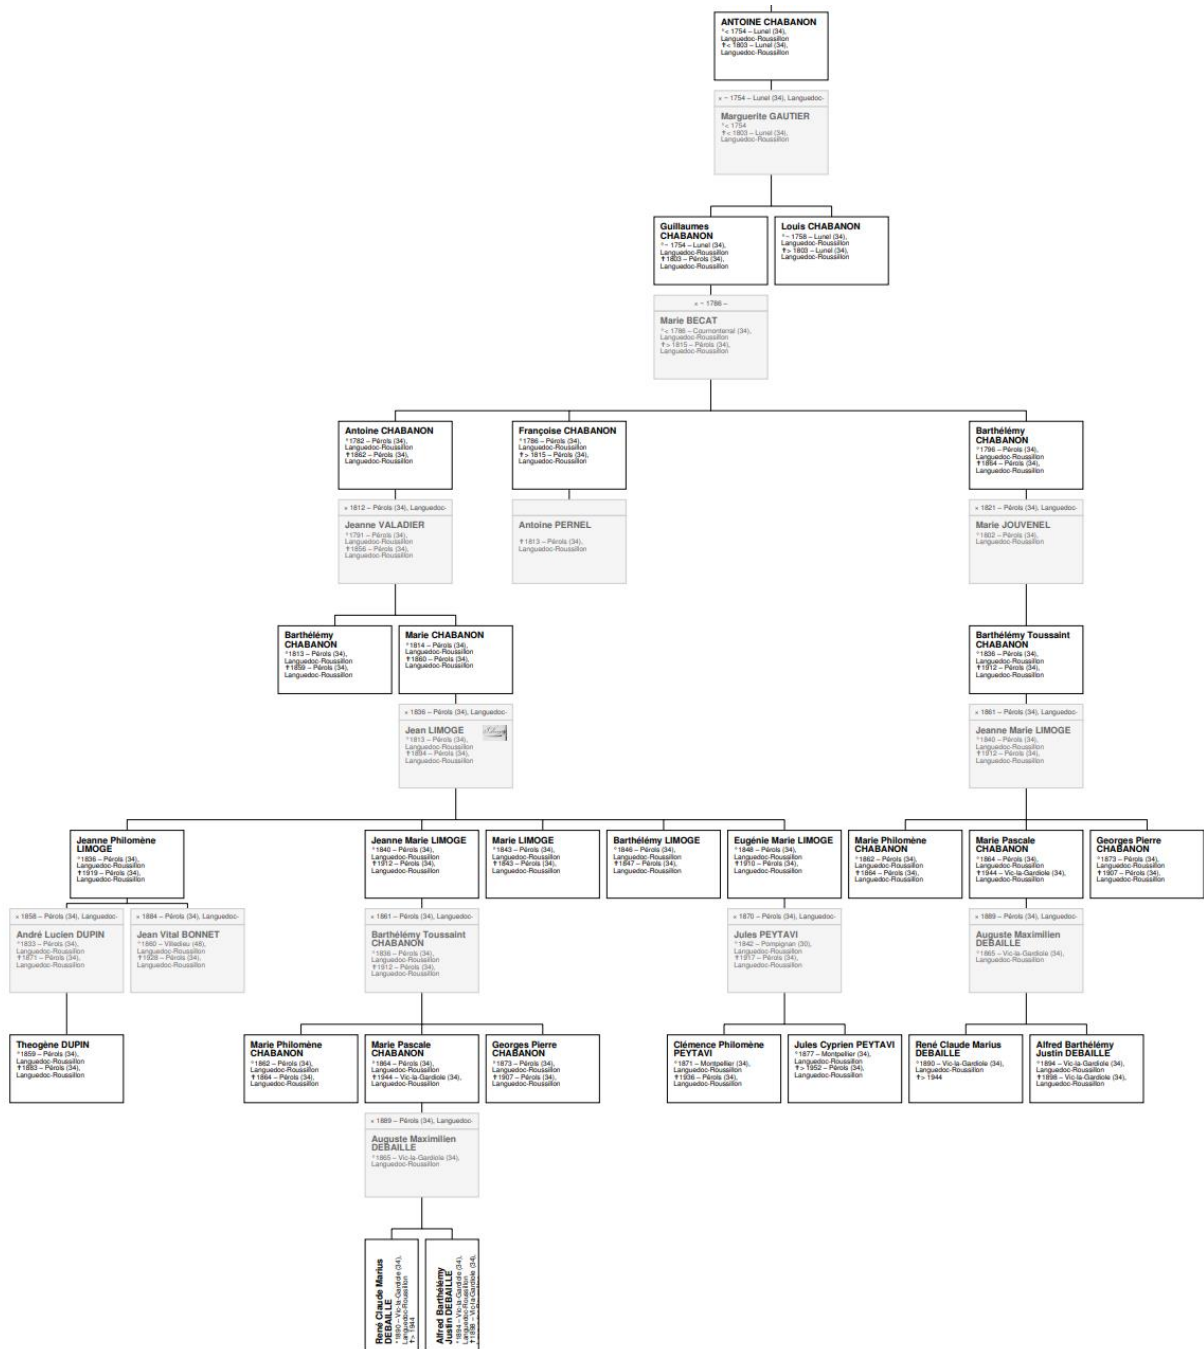 ANTOINE CHABANON
°< 1754 – Lunel (34),
Languedoc-Roussillon
✝< 1803 – Lunel (34),
Languedoc-Roussillon
× ~ 1754 – Lunel (34), Languedoc-
Marguerite GAUTIER
°< 1754
✝< 1803 – Lunel (34),
Languedoc-Roussillon
Guillaumes
CHABANON
°~ 1754 – Lunel (34),
Languedoc-Roussillon
✝1803 – Pérols (34),
Languedoc-Roussillon
Louis CHABANON
°~ 1758 – Lunel (34),
Languedoc-Roussillon
✝> 1803 – Lunel (34),
Languedoc-Roussillon
× ~ 1786 –
Marie BECAT
°< 1786 – Cournonterral (34),
Languedoc-Roussillon
✝> 1815 – Pérols (34),
Languedoc-Roussillon
Antoine CHABANON
°1782 – Pérols (34),
Languedoc-Roussillon
✝1862 – Pérols (34),
Languedoc-Roussillon
Françoise CHABANON
°1786 – Pérols (34),
Languedoc-Roussillon
✝> 1815 – Pérols (34),
Languedoc-Roussillon
Barthélémy
CHABANON
°1796 – Pérols (34),
Languedoc-Roussillon
✝1864 – Pérols (34),
Languedoc-Roussillon
× 1812 – Pérols (34), Languedoc-
Jeanne VALADIER
°1791 – Pérols (34),
Languedoc-Roussillon
✝1856 – Pérols (34),
Languedoc-Roussillon
Antoine PERNEL
✝1813 – Pérols (34),
Languedoc-Roussillon
× 1821 – Pérols (34), Languedoc-
Marie JOUVENEL
°1802 – Pérols (34),
Languedoc-Roussillon
Barthélémy
CHABANON
°1813 – Pérols (34),
Languedoc-Roussillon
✝1859 – Pérols (34),
Languedoc-Roussillon
Marie CHABANON
°1814 – Pérols (34),
Languedoc-Roussillon
✝1860 – Pérols (34),
Languedoc-Roussillon
Barthélémy Toussaint
CHABANON
°1836 – Pérols (34),
Languedoc-Roussillon
✝1912 – Pérols (34),
Languedoc-Roussillon
× 1836 – Pérols (34), Languedoc-
Jean LIMOGE
°1813 – Pérols (34),
Languedoc-Roussillon
✝1894 – Pérols (34),
Languedoc-Roussillon
× 1861 – Pérols (34), Languedoc-
Jeanne Marie LIMOGE
°1840 – Pérols (34),
Languedoc-Roussillon
✝1912 – Pérols (34),
Languedoc-Roussillon
Jeanne Philomène
LIMOGE
°1836 – Pérols (34),
Languedoc-Roussillon
✝1919 – Pérols (34),
Languedoc-Roussillon
Jeanne Marie LIMOGE
°1840 – Pérols (34),
Languedoc-Roussillon
✝1912 – Pérols (34),
Languedoc-Roussillon
Marie LIMOGE
°1843 – Pérols (34),
Languedoc-Roussillon
✝1843 – Pérols (34),
Languedoc-Roussillon
Barthélémy LIMOGE
°1846 – Pérols (34),
Languedoc-Roussillon
✝1847 – Pérols (34),
Languedoc-Roussillon
Eugénie Marie LIMOGE
°1848 – Pérols (34),
Languedoc-Roussillon
✝1910 – Pérols (34),
Languedoc-Roussillon
Marie Philomène
CHABANON
°1862 – Pérols (34),
Languedoc-Roussillon
✝1864 – Pérols (34),
Languedoc-Roussillon
Marie Pascale
CHABANON
°1864 – Pérols (34),
Languedoc-Roussillon
✝1944 – Vic-la-Gardiole (34),
Languedoc-Roussillon
Georges Pierre
CHABANON
°1873 – Pérols (34),
Languedoc-Roussillon
✝1907 – Pérols (34),
Languedoc-Roussillon
× 1858 – Pérols (34), Languedoc-
André Lucien DUPIN
°1833 – Pérols (34),
Languedoc-Roussillon
✝1871 – Pérols (34),
Languedoc-Roussillon
× 1884 – Pérols (34), Languedoc-
Jean Vital BONNET
°1860 – Villedieu (48),
Languedoc-Roussillon
✝1928 – Pérols (34),
Languedoc-Roussillon
× 1861 – Pérols (34), Languedoc-
Barthélémy Toussaint
CHABANON
°1836 – Pérols (34),
Languedoc-Roussillon
✝1912 – Pérols (34),
Languedoc-Roussillon
× 1870 – Pérols (34), Languedoc-
Jules PEYTAVI
°1842 – Pompignan (30),
Languedoc-Roussillon
✝1917 – Pérols (34),
Languedoc-Roussillon
× 1889 – Pérols (34), Languedoc-
Auguste Maximilien
DEBAILLE
°1865 – Vic-la-Gardiole (34),
Languedoc-Roussillon
Theogène DUPIN
°1859 – Pérols (34),
Languedoc-Roussillon
✝1883 – Pérols (34),
Languedoc-Roussillon
Marie Philomène
CHABANON
°1862 – Pérols (34),
Languedoc-Roussillon
✝1864 – Pérols (34),
Languedoc-Roussillon
Marie Pascale
CHABANON
°1864 – Pérols (34),
Languedoc-Roussillon
✝1944 – Vic-la-Gardiole (34),
Languedoc-Roussillon
Georges Pierre
CHABANON
°1873 – Pérols (34),
Languedoc-Roussillon
✝1907 – Pérols (34),
Languedoc-Roussillon
Clémence Philomène
PEYTAVI
°1871 – Montpellier (34),
Languedoc-Roussillon
✝1936 – Pérols (34),
Languedoc-Roussillon
Jules Cyprien PEYTAVI
°1877 – Montpellier (34),
Languedoc-Roussillon
✝> 1952 – Pérols (34),
Languedoc-Roussillon
René Claude Marius
DEBAILLE
°1890 – Vic-la-Gardiole (34),
Languedoc-Roussillon
✝> 1944
Alfred Barthélémy
Justin DEBAILLE
°1894 – Vic-la-Gardiole (34),
Languedoc-Roussillon
✝1898 – Vic-la-Gardiole (34),
Languedoc-Roussillon
× 1889 – Pérols (34), Languedoc-
Auguste Maximilien
DEBAILLE
°1865 – Vic-la-Gardiole (34),
Languedoc-Roussillon
René Claude Marius
DEBAILLE
°1890 – Vic-la-Gardiole (34),
Languedoc-Roussillon
✝> 1944
Alfred Barthélémy
Justin DEBAILLE
°1894 – Vic-la-Gardiole (34),
Languedoc-Roussillon
✝1898 – Vic-la-Gardiole (34),